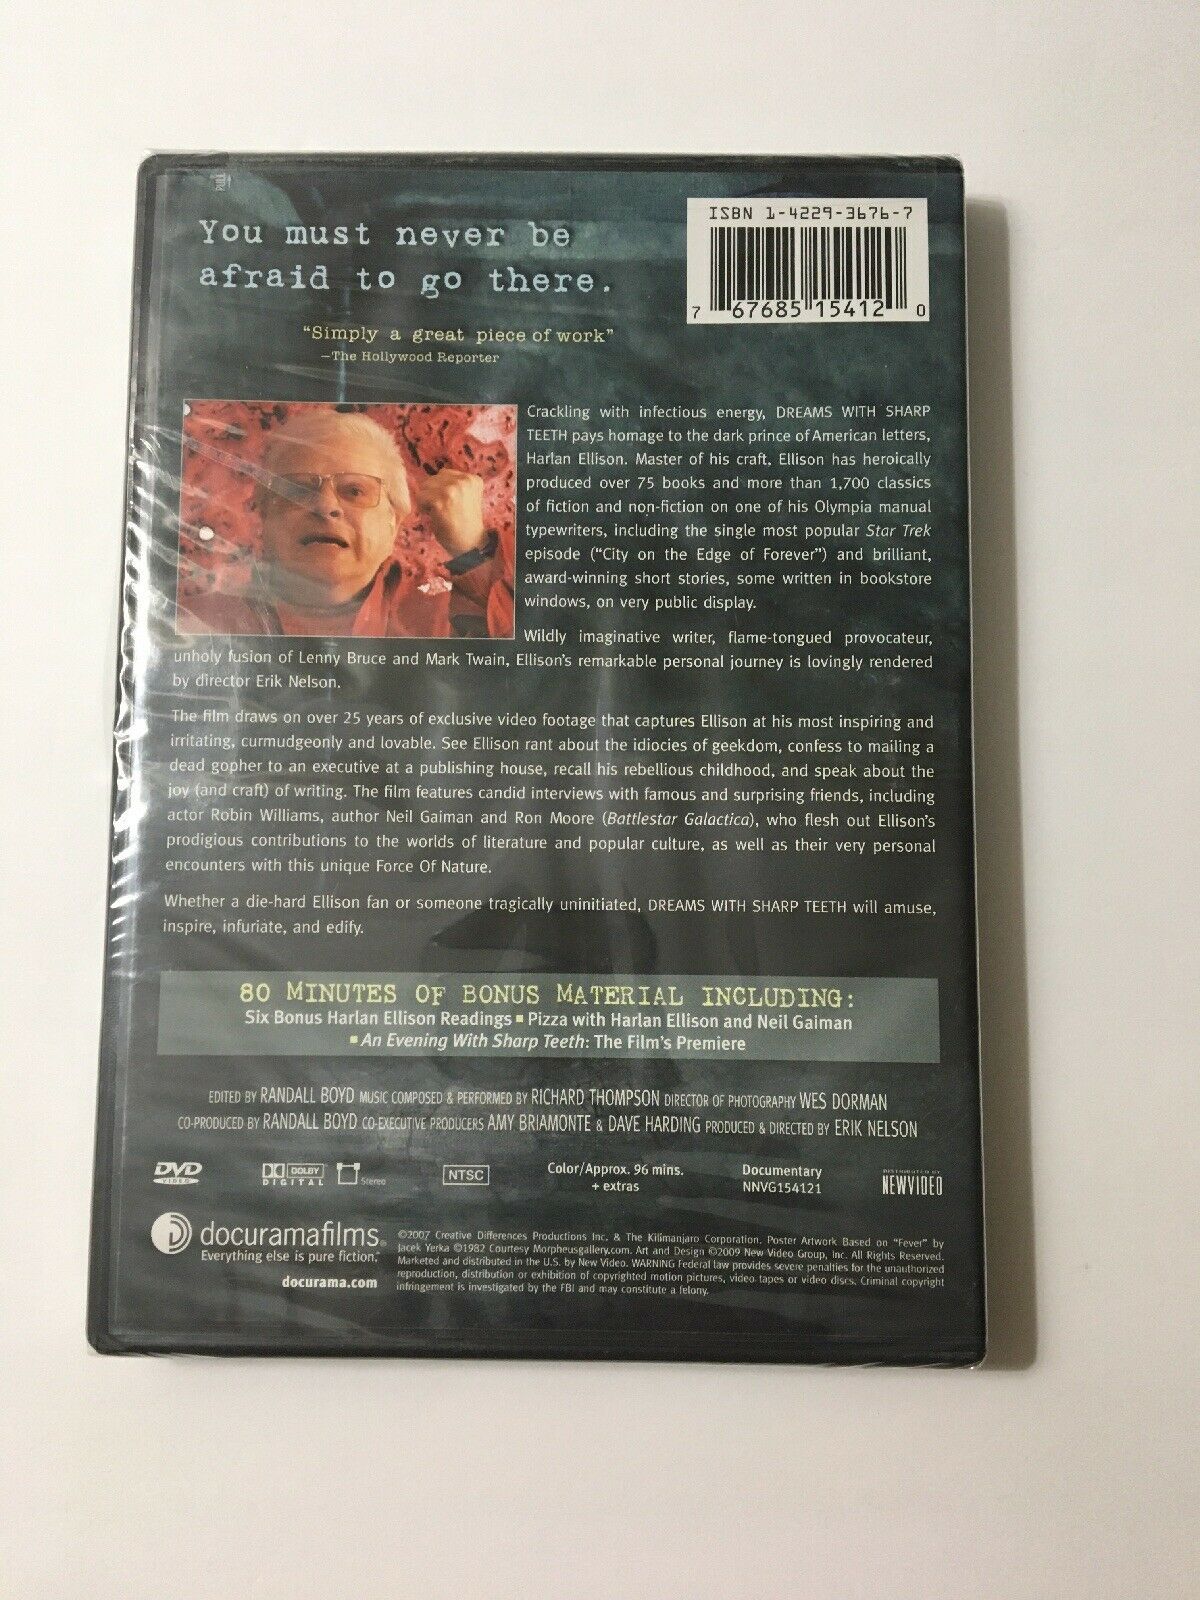 You must never be
afraid to go there.
"Simply a great piece of work"
—The Hollywood Reporter
ISBN 1-4229-3676-7
7 67685 15412 0
Crackling with infectious energy, DREAMS WITH SHARP
TEETH pays homage to the dark prince of American letters,
Harlan Ellison. Master of his craft, Ellison has heroically
produced over 75 books and more than 1,700 classics
of fiction and non-fiction on one of his Olympia manual
typewriters, including the single most popular Star Trek
episode ("City on the Edge of Forever") and brilliant,
award-winning short stories, some written in bookstore
windows, on very public display.
Wildly imaginative writer, flame-tongued provocateur,
unholy fusion of Lenny Bruce and Mark Twain, Ellison's remarkable personal journey is lovingly rendered
by director Erik Nelson.
The film draws on over 25 years of exclusive video footage that captures Ellison at his most inspiring and
irritating, curmudgeonly and lovable. See Ellison rant about the idiocies of geekdom, confess to mailing a
dead gopher to an executive at a publishing house, recall his rebellious childhood, and speak about the
joy (and craft) of writing. The film features candid interviews with famous and surprising friends, including
actor Robin Williams, author Neil Gaiman and Ron Moore (Battlestar Galactica), who flesh out Ellison's
prodigious contributions to the worlds of literature and popular culture, as well as their very personal
encounters with this unique Force Of Nature.
Whether a die-hard Ellison fan or someone tragically uninitiated, DREAMS WITH SHARP TEETH will amuse,
inspire, infuriate, and edify.
80 MINUTES OF BONUS MATERIAL INCLUDING:
Six Bonus Harlan Ellison Readings ▪ Pizza with Harlan Ellison and Neil Gaiman
▪ An Evening With Sharp Teeth: The Film's Premiere
EDITED BY RANDALL BOYD MUSIC COMPOSED & PERFORMED BY RICHARD THOMPSON DIRECTOR OF PHOTOGRAPHY WES DORMAN
CO-PRODUCED BY RANDALL BOYD CO-EXECUTIVE PRODUCERS AMY BRIAMONTE & DAVE HARDING PRODUCED & DIRECTED BY ERIK NELSON
DVD VIDEO
DOLBY DIGITAL
Stereo
NTSC
Color/Approx. 96 mins.
+ extras
Documentary
NNVG154121
DISTRIBUTED BY
NEWVIDEO
docuramafilms®
Everything else is pure fiction.™
docurama.com
©2007 Creative Differences Productions Inc. & The Kilimanjaro Corporation. Poster Artwork Based on "Fever" by
Jacek Yerka ©1982 Courtesy Morpheusgallery.com. Art and Design ©2009 New Video Group, Inc. All Rights Reserved.
Marketed and distributed in the U.S. by New Video. WARNING Federal law provides severe penalties for the unauthorized
reproduction, distribution or exhibition of copyrighted motion pictures, video tapes or video discs. Criminal copyright
infringement is investigated by the FBI and may constitute a felony.